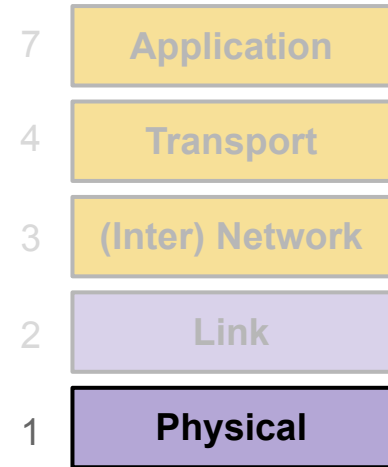 7 Application
4 Transport
3 (Inter) Network
2 Link
1 Physical